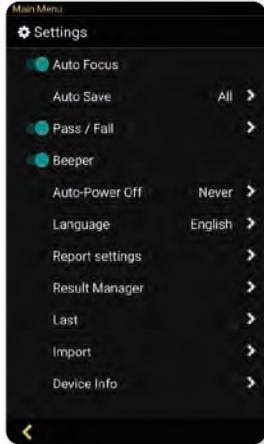 Main Menu
Settings
Auto Focus
Auto Save All
Pass / Fail
Beeper
Auto-Power Off Never
Language English
Report settings
Result Manager
Last
Import
Device Info